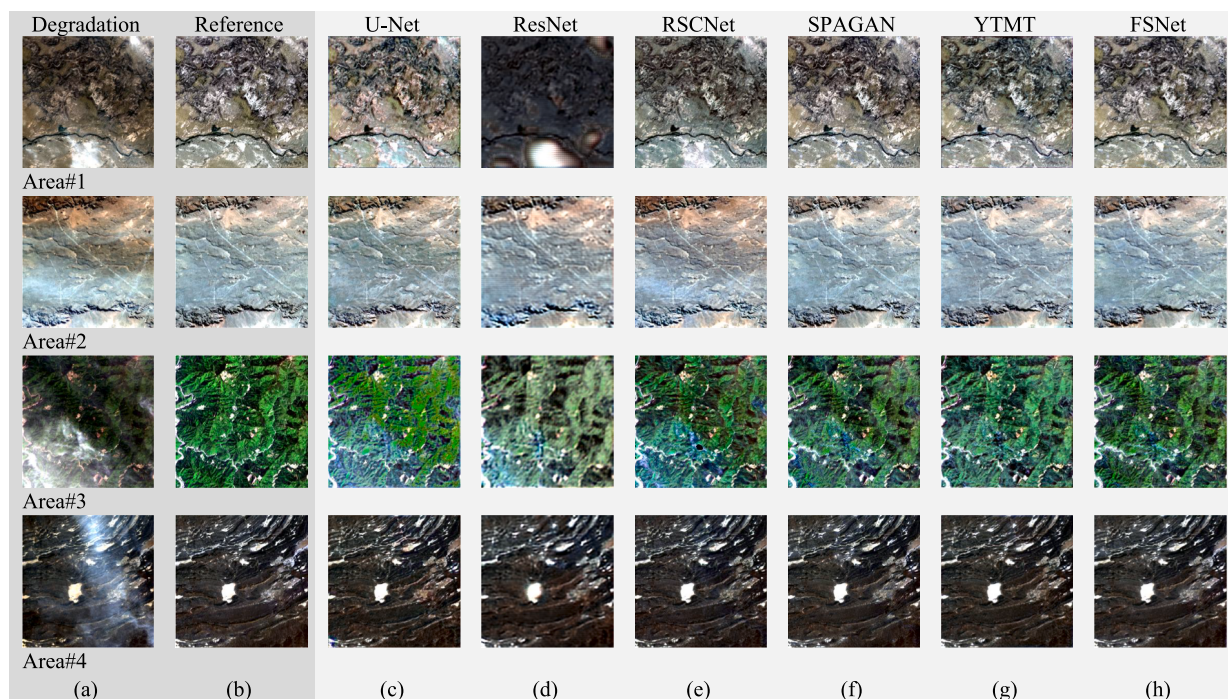 Degradation Reference U-Net ResNet RSCNet SPAGAN YTMT FSNet
Area#1
Area#2
Area#3
Area#4
(a) (b) (c) (d) (e) (f) (g) (h)